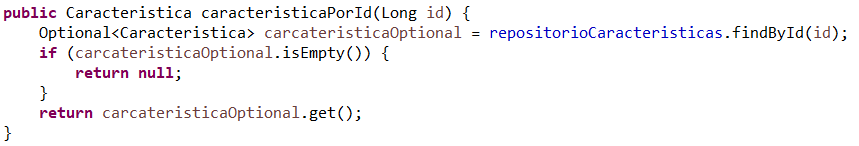 public Caracteristica caracteristicaPorId(Long id) {
    Optional<Caracteristica> carcateristicaOptional = repositorioCaracteristicas.findById(id);
    if (carcateristicaOptional.isEmpty()) {
        return null;
    }
    return carcateristicaOptional.get();
}